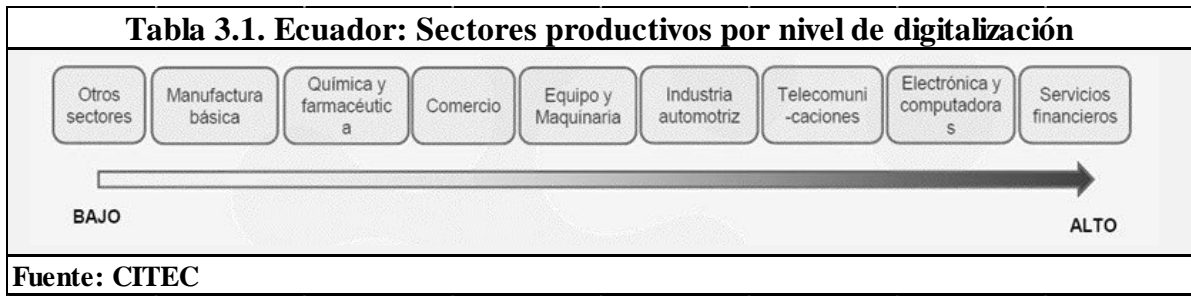 Tabla 3.1. Ecuador: Sectores productivos por nivel de digitalización
Otros
sectores
Manufactura
básica
Química y
farmacéutic
a
Comercio
Equipo y
Maquinaria
Industria
automotriz
Telecomuni
-caciones
Electrónica y
computadora
s
Servicios
financieros
BAJO
ALTO
Fuente: CITEC